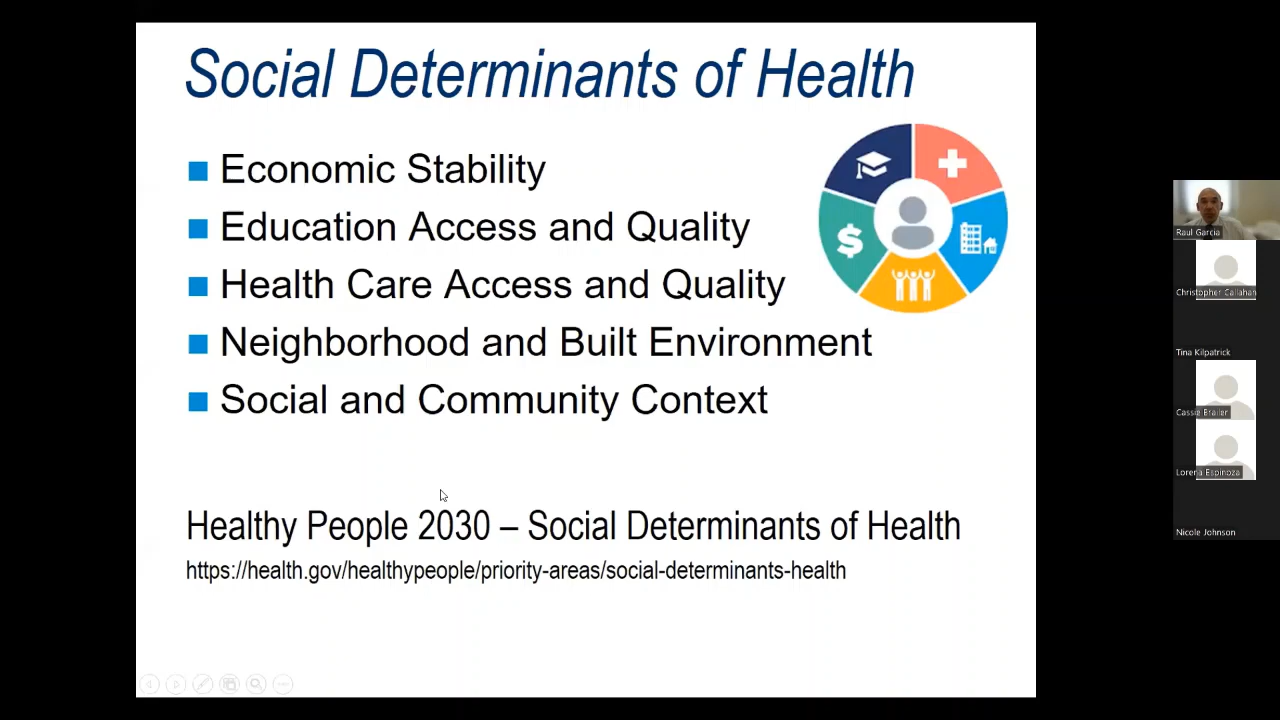 Social Determinants of Health
Economic Stability
Education Access and Quality
Health Care Access and Quality
Neighborhood and Built Environment
Social and Community Context
Healthy People 2030 – Social Determinants of Health
https://health.gov/healthypeople/priority-areas/social-determinants-health
Raul Garcia
Christopher Callahan
Tina Kilpatrick
Cassie Brailer
Lorena Espinoza
Nicole Johnson